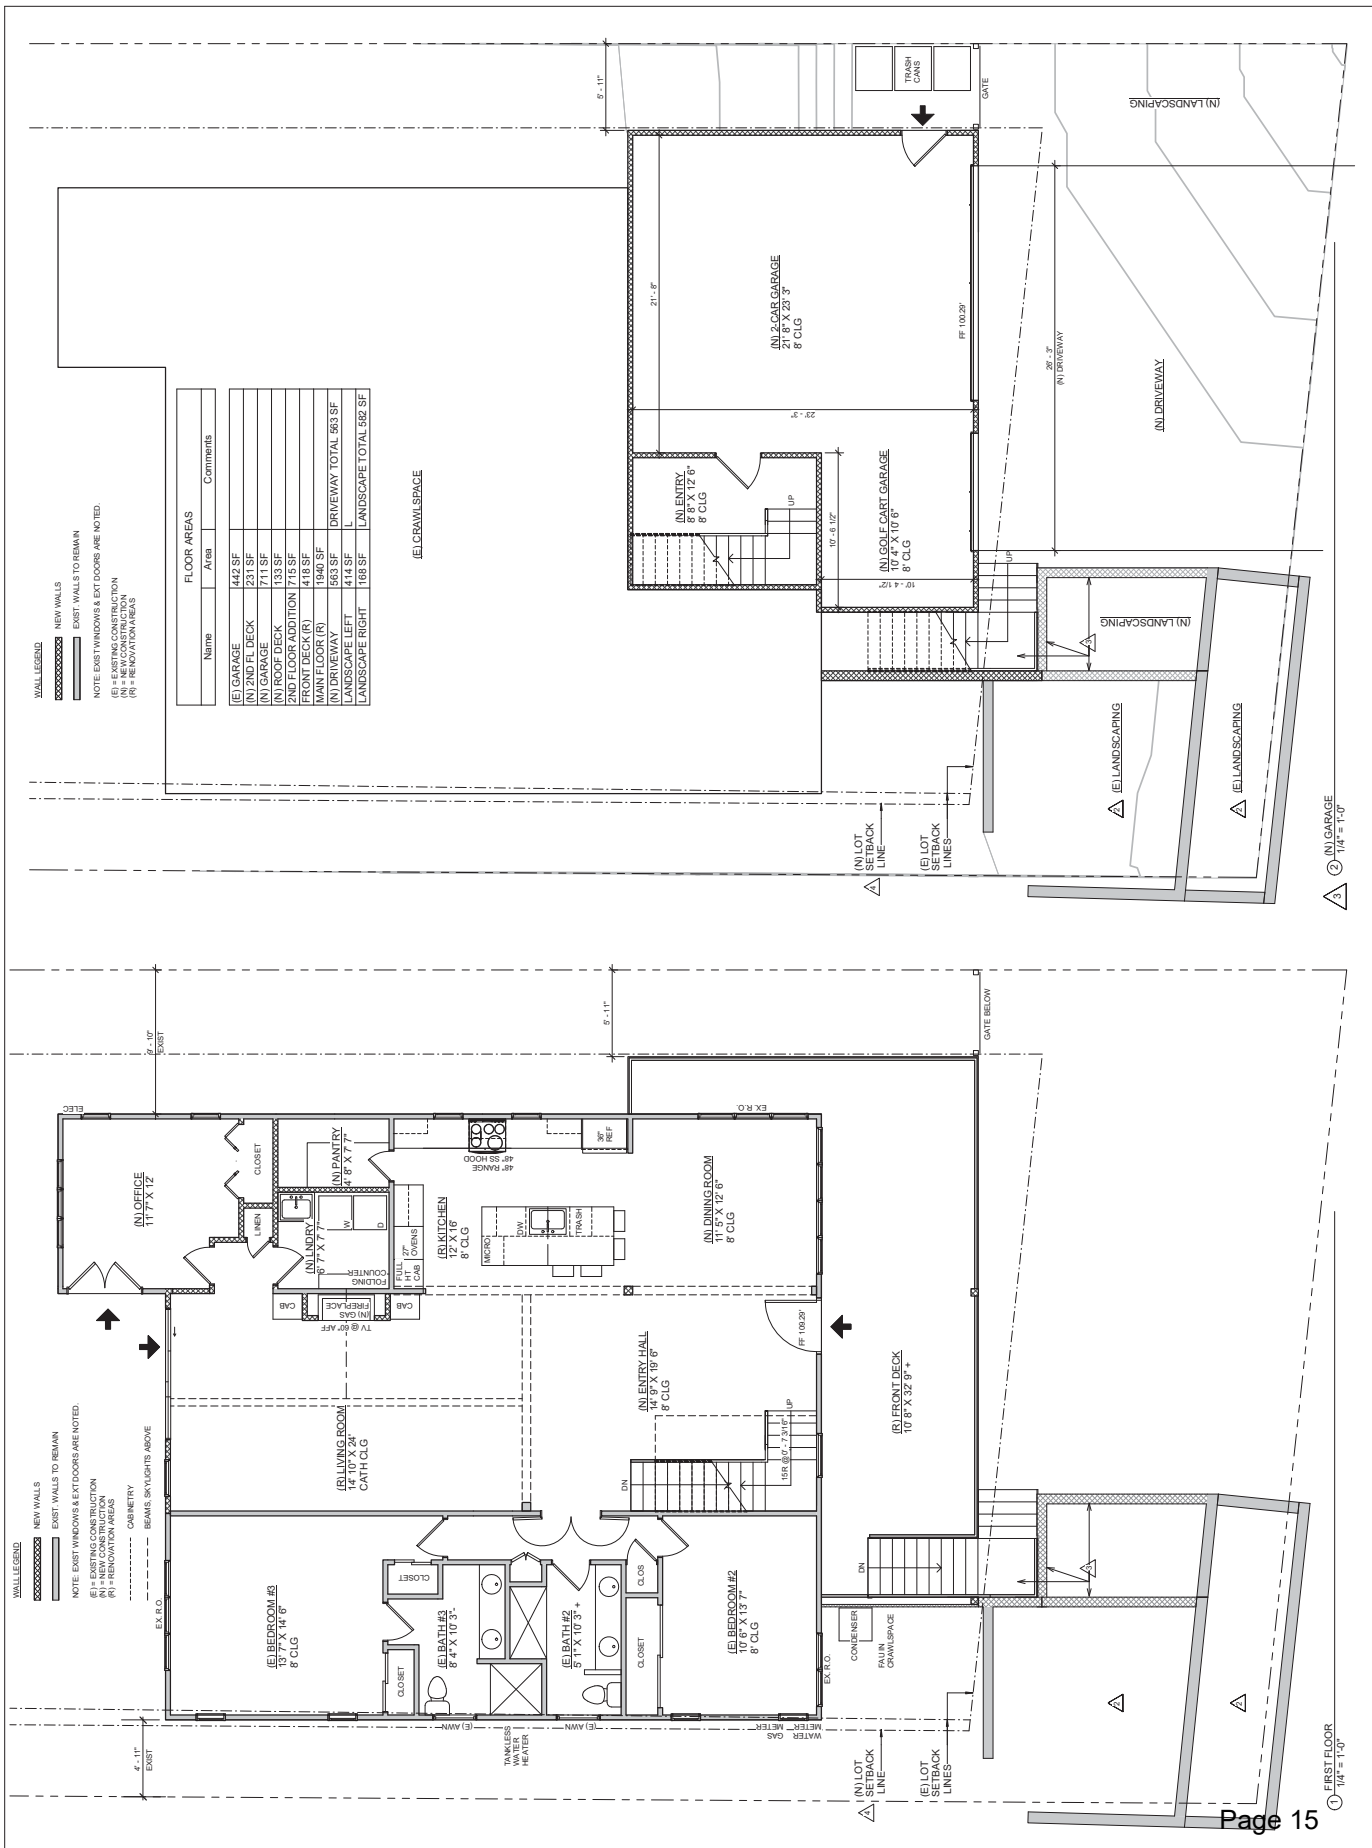 WALL LEGEND
NEW WALLS
EXIST. WALLS TO REMAIN
NOTE: EXIST WINDOWS & EXT DOORS ARE NOTED.
(E) = EXISTING CONSTRUCTION
(N) = NEW CONSTRUCTION
(R) = RENOVATION AREAS
FLOOR AREAS
Name Area Comments
(E) GARAGE 442 SF
(N) 2ND FL DECK 231 SF
(N) GARAGE 711 SF
(N) ROOF DECK 133 SF
2ND FLOOR ADDITION 715 SF
FRONT DECK (R) 418 SF
MAIN FLOOR (R) 1940 SF
(N) DRIVEWAY 563 SF DRIVEWAY TOTAL 563 SF
LANDSCAPE LEFT 414 SF L
LANDSCAPE RIGHT 168 SF LANDSCAPE TOTAL 582 SF
(E) CRAWLSPACE
5' - 11"
TRASH
CANS
GATE
(N) LANDSCAPING
21' - 8"
(N) 2-CAR GARAGE
21' 8" X 23' 3"
8' CLG
FF 100.29'
23' - 3"
26' - 3"
(N) DRIVEWAY
(N) DRIVEWAY
(N) ENTRY
8' 8" X 12' 6"
8' CLG
UP
10' - 6 1/2"
(N) GOLF CART GARAGE
10' 4" X 10' 6"
8' CLG
10' - 4 1/2"
UP
(N) LANDSCAPING
3
(E) LANDSCAPING
2
(E) LANDSCAPING
2
(N) LOT
SETBACK
LINE
4
(E) LOT
SETBACK
LINES
3
2
(N) GARAGE
1/4" = 1'-0"
WALL LEGEND
NEW WALLS
EXIST. WALLS TO REMAIN
NOTE: EXIST WINDOWS & EXT DOORS ARE NOTED.
(E) = EXISTING CONSTRUCTION
(N) = NEW CONSTRUCTION
(R) = RENOVATION AREAS
CABINETRY
BEAMS, SKYLIGHTS ABOVE
9' - 10"
EXIST
5' - 11"
GATE BELOW
ELEC
(N) OFFICE
11' 7" X 12'
CLOSET
LINEN
(N) PANTRY
4' 8" X 7' 7"
(N) LNDRY
6' 7" X 7' 7"
W
D
FOLDING
COUNTER
48" RANGE
48" SS HOOD
36"
REF
EX. R.O.
(R) KITCHEN
12' X 16'
8' CLG
FULL
HT
CAB
27"
OVENS
MICRO
DW
TRASH
(N) DINING ROOM
11' 5" X 12' 6"
8' CLG
CAB
(N) GAS
FIREPLACE
CAB
TV @ 60" AFF
(R) LIVING ROOM
14' 10" X 24'
CATH CLG
(N) ENTRY HALL
14' 9" X 19' 6"
8' CLG
FF 109.29'
UP
15R @ 0' - 7 3/16"
DN
(R) FRONT DECK
10' 8" X 32' 9" +
DN
3
EX. R.O.
(E) BEDROOM #3
13' 7" X 14' 6"
8' CLG
CLOSET
CLOSET
(E) BATH #3
8' 4" X 10' 3"-
(E) BATH #2
5' 1" X 10' 3" +
CLOS
CLOSET
(E) BEDROOM #2
10' 6" X 13' 7"
8' CLG
EX. R.O.
CONDENSER
FAU IN
CRAWLSPACE
(E) AWN
TANKLESS
WATER
HEATER
(E) AWN
GAS
METER
WATER
METER
4' - 11"
EXIST
(N) LOT
SETBACK
LINE
4
(E) LOT
SETBACK
LINES
2
2
1
FIRST FLOOR
1/4" = 1'-0"
Page 15